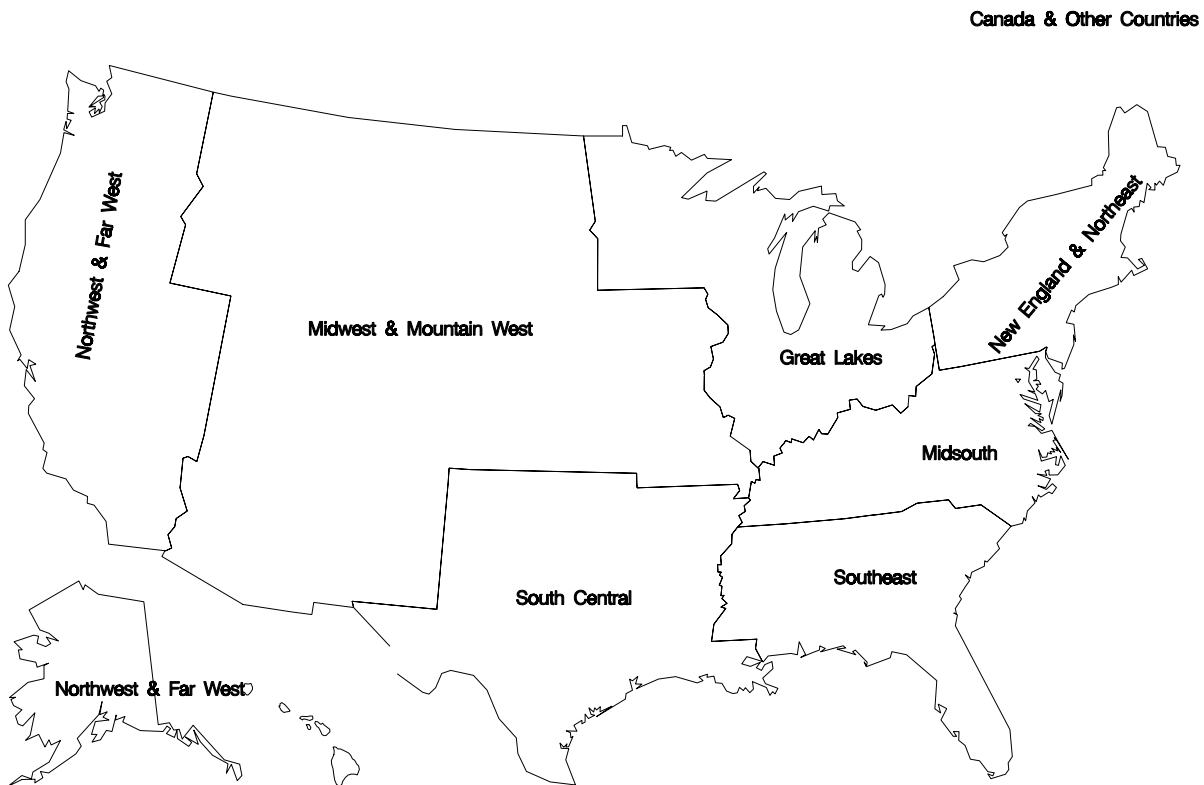 Canada & Other Countries
Northwest & Far West
New England & Northeast
Midwest & Mountain West
Great Lakes
Midsouth
Southeast
South Central
Northwest & Far West